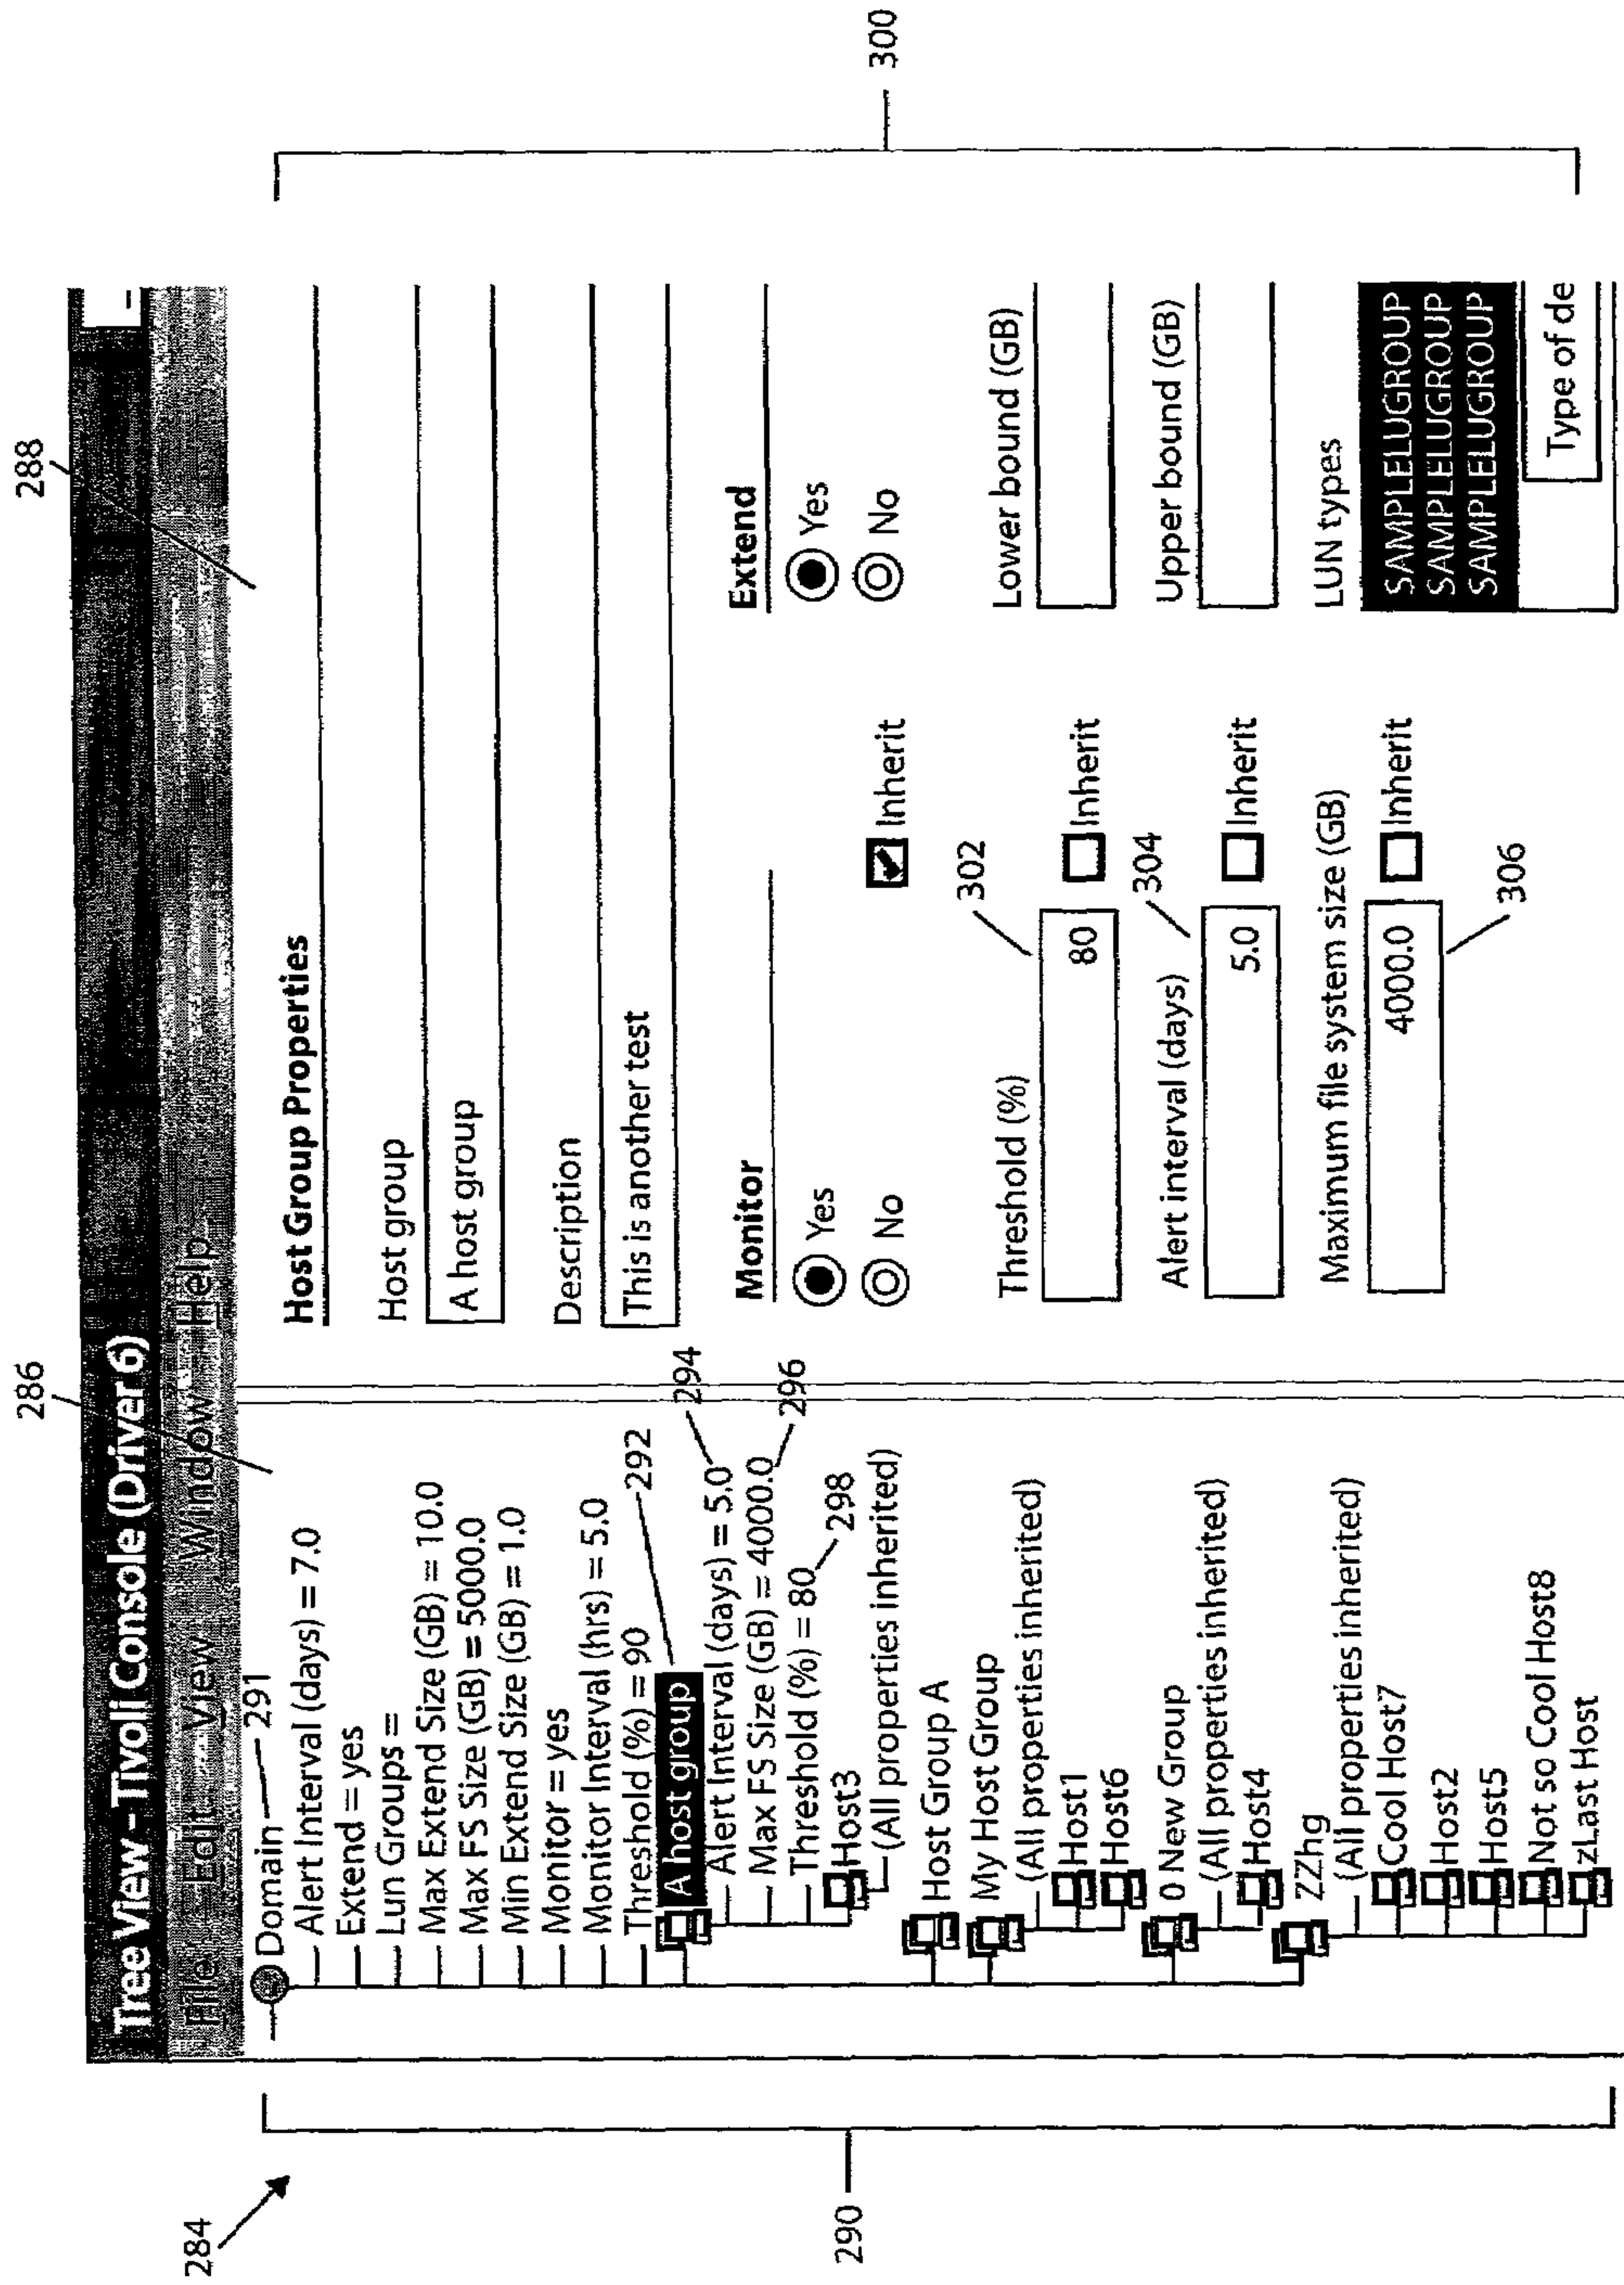 284
286
288
Tree View - Tivoli Console (Driver 6)
File Edit View Window Help
290
Domain
291
Alert Interval (days) = 7.0
Extend = yes
Lun Groups =
Max Extend Size (GB) = 10.0
Max FS Size (GB) = 5000.0
Min Extend Size (GB) = 1.0
Monitor = yes
Monitor Interval (hrs) = 5.0
Threshold (%) = 90
292
A host group
294
Alert Interval (days) = 5.0
296
Max FS Size (GB) = 4000.0
Threshold (%) = 80
298
Host3
(All properties inherited)
Host Group A
My Host Group
(All properties inherited)
Host1
Host6
0 New Group
(All properties inherited)
Host4
ZZhg
(All properties inherited)
Cool Host7
Host2
Host5
Not so Cool Host8
zLast Host
Host Group Properties
Host group
A host group
Description
This is another test
Monitor
Yes
No
Inherit
302
Threshold (%)
80
Inherit
304
Alert interval (days)
5.0
Inherit
Maximum file system size (GB)
4000.0
Inherit
306
Extend
Yes
No
Lower bound (GB)
Upper bound (GB)
LUN types
SAMPLELUGROUP
SAMPLELUGROUP
SAMPLELUGROUP
Type of de
300